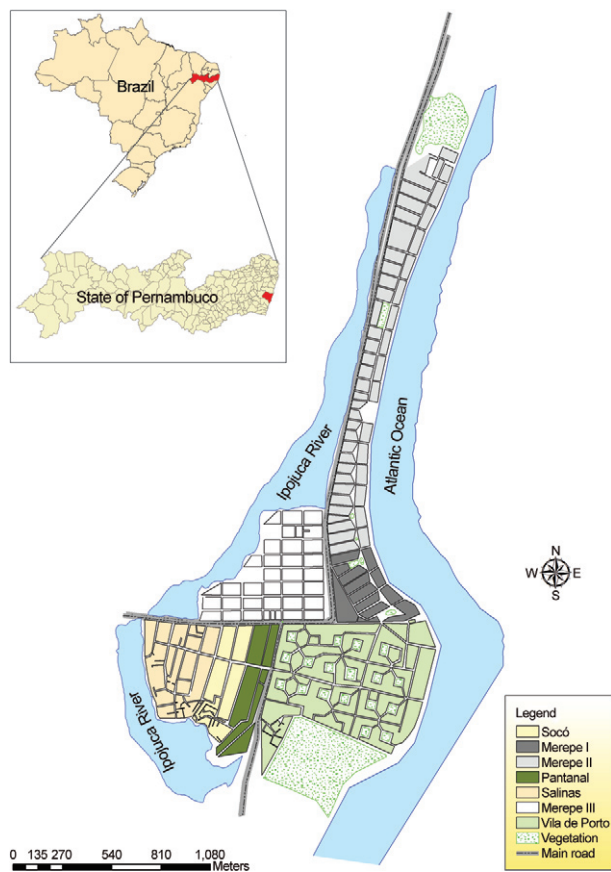 Brazil
State of Pernambuco
Ipojuca River
Atlantic Ocean
N
W E
S
Ipojuca River
Legend
Socó
Merepe I
Merepe II
Pantanal
Salinas
Merepe III
Vila de Porto
Vegetation
Main road
0 135 270 540 810 1,080
Meters